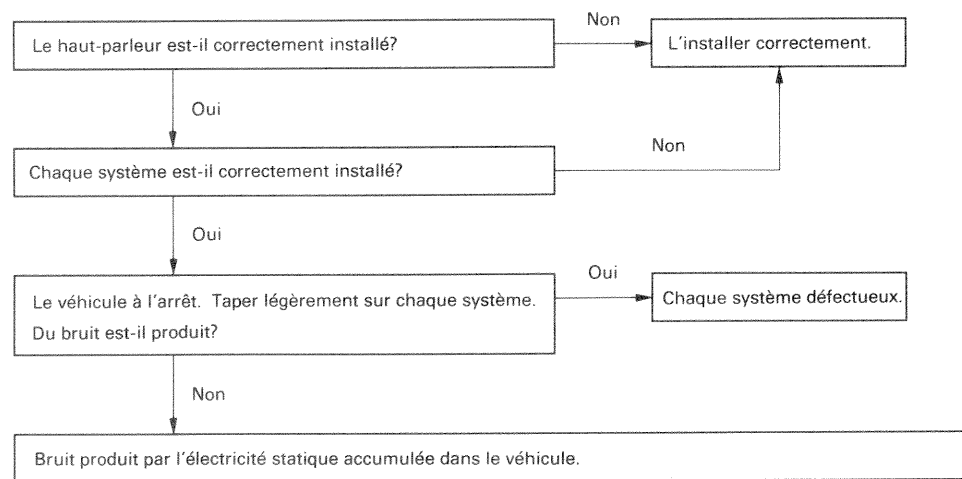 Le haut-parleur est-il correctement installé?
Non
L'installer correctement.
Oui
Chaque système est-il correctement installé?
Non
Oui
Le véhicule à l'arrêt. Taper légèrement sur chaque système.
Du bruit est-il produit?
Oui
Chaque système défectueux.
Non
Bruit produit par l'électricité statique accumulée dans le véhicule.